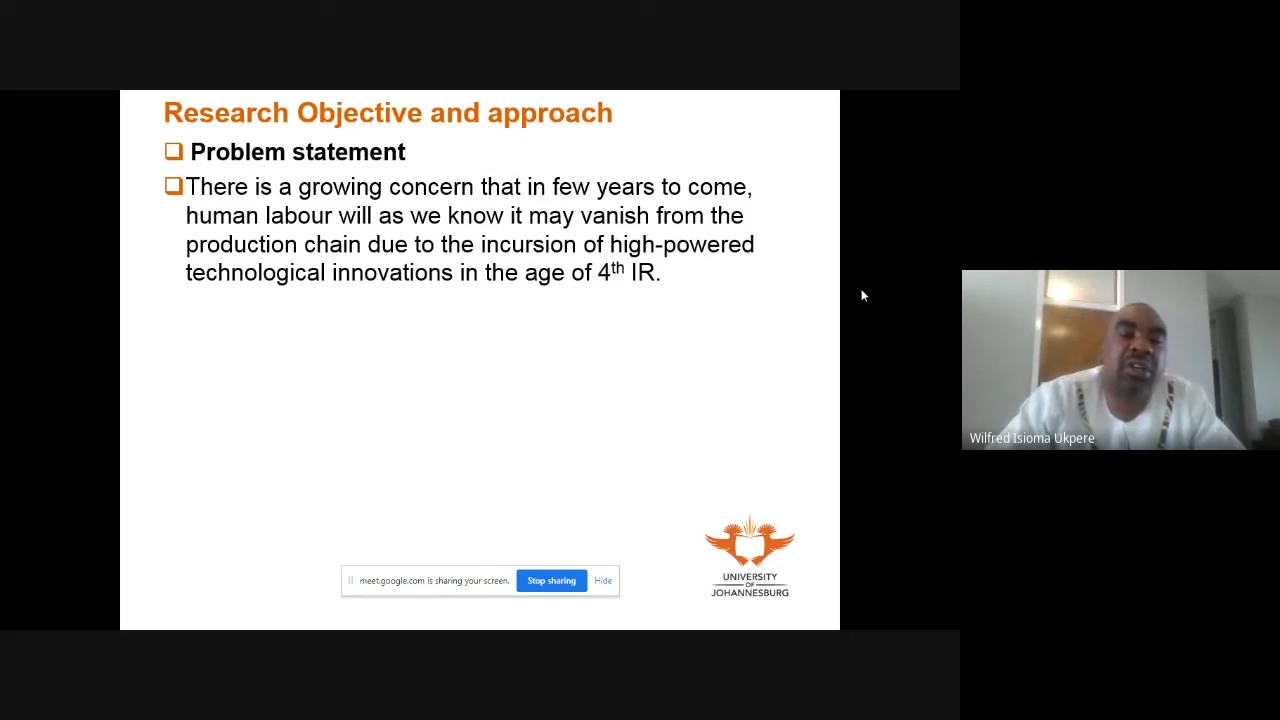 Research Objective and approach
Problem statement
There is a growing concern that in few years to come,
human labour will as we know it may vanish from the
production chain due to the incursion of high-powered
technological innovations in the age of 4th IR.
Wilfred Isioma Ukpere
meet.google.com is sharing your screen.
Stop sharing
Hide
UNIVERSITY
OF
JOHANNESBURG